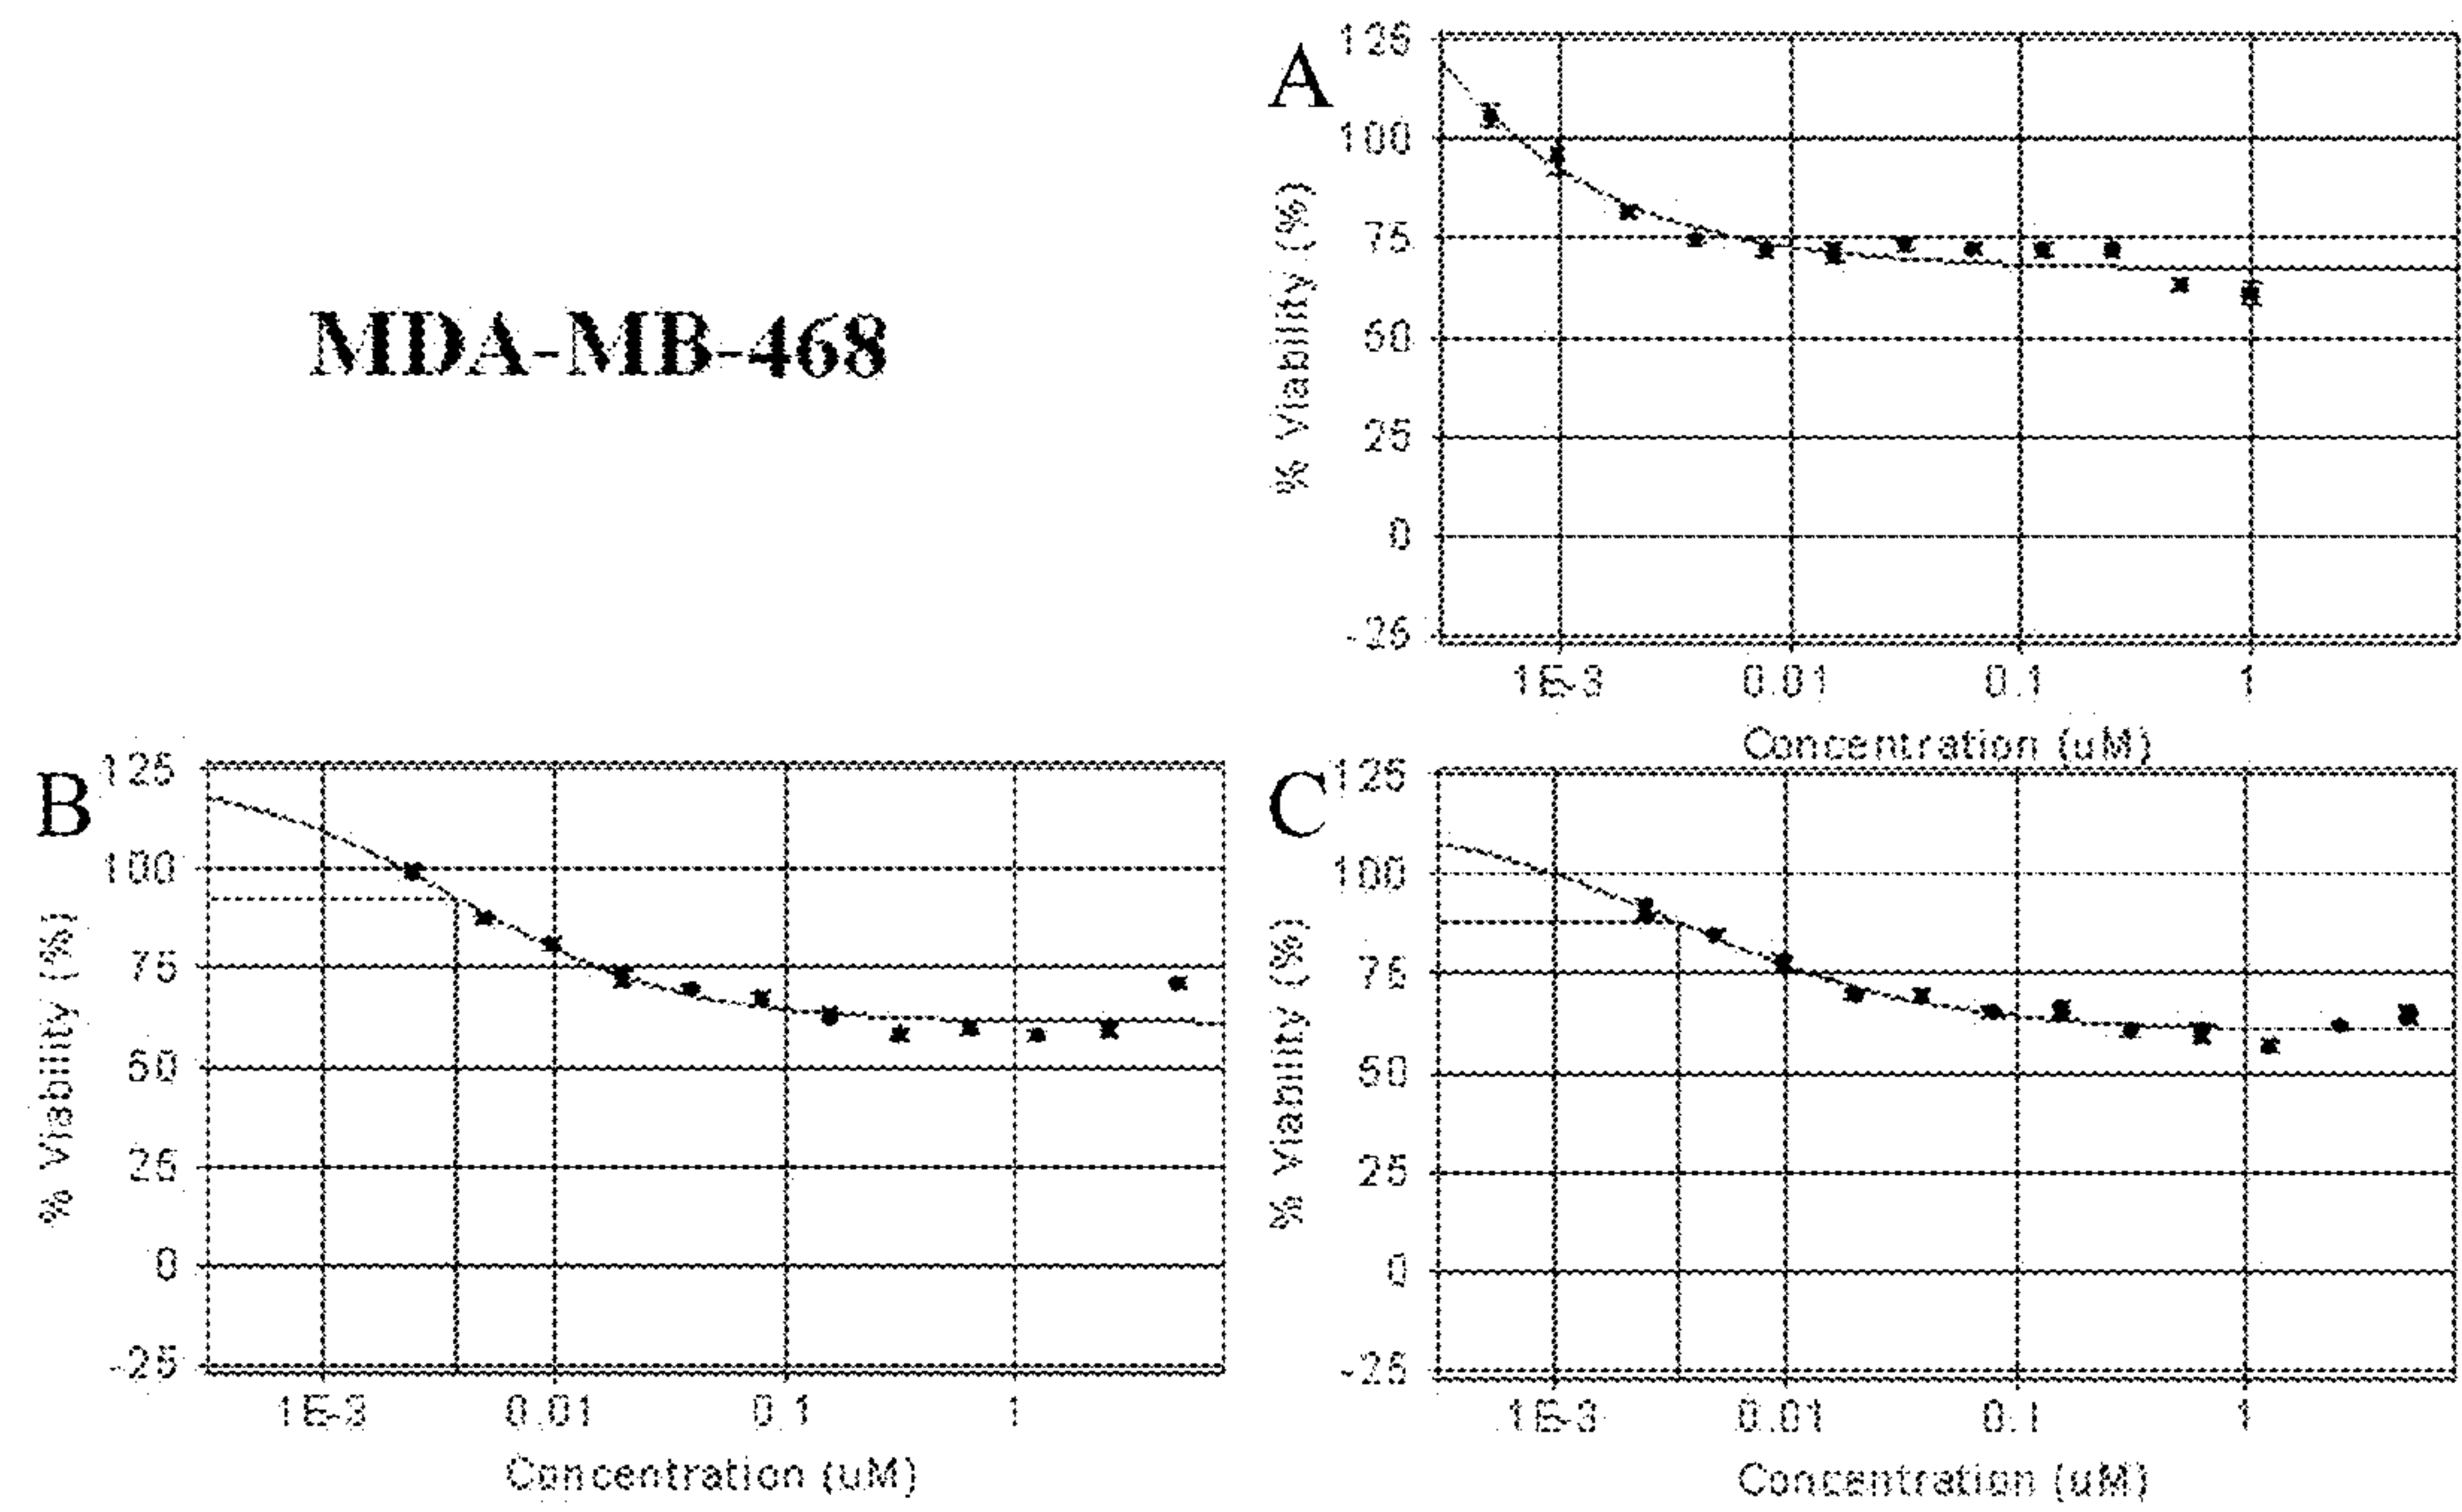 A
% Viability (%)
125
100
75
50
25
0
-25
1E-3 0.01 0.1 1
Concentration (uM)
MDA-MB-468
B
% Viability (%)
125
100
75
50
25
0
-25
1E-3 0.01 0.1 1
Concentration (uM)
C
% Viability (%)
125
100
75
50
25
0
-25
1E-3 0.01 0.1 1
Concentration (uM)